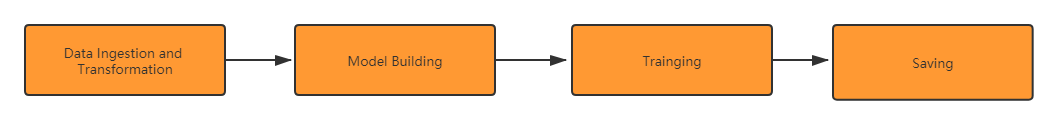 Data Ingestion and
Transformation
Model Building
Trainging
Saving